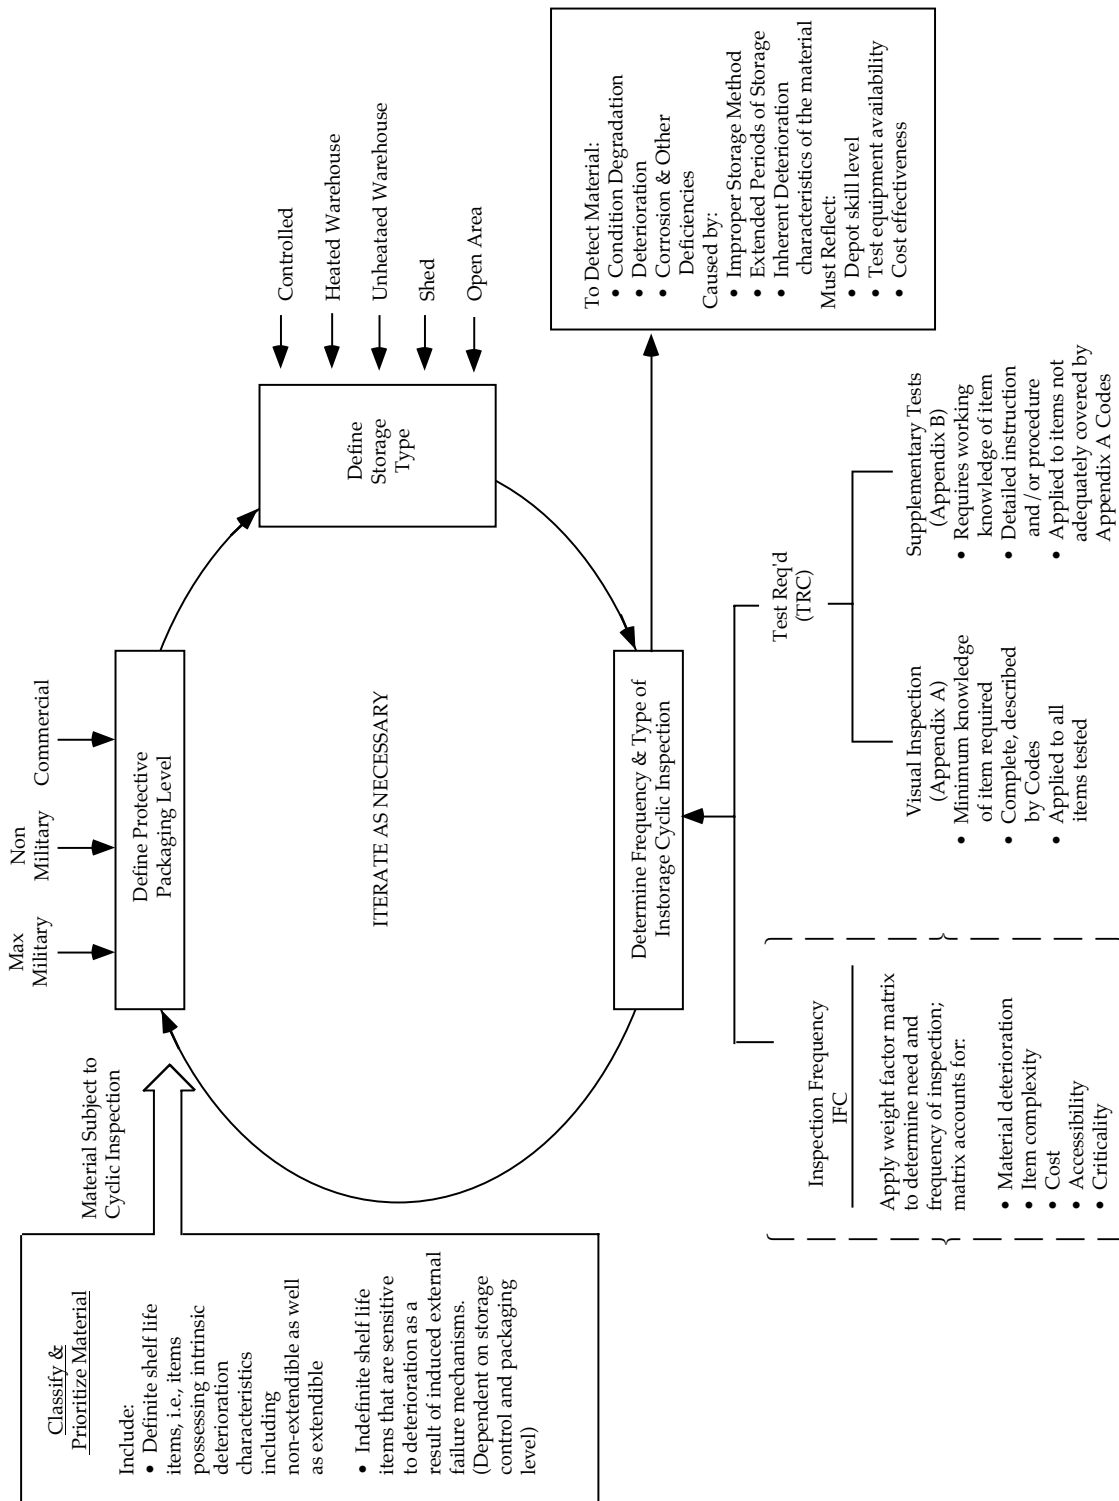 Classify &
Prioritize Material
Include:
• Definite shelf life
items, i.e., items
possessing intrinsic
deterioration
characteristics
including
non-extendible as well
as extendible
• Indefinite shelf life
items that are sensitive
to deterioration as a
result of induced external
failure mechanisms.
(Dependent on storage
control and packaging
level)
Material Subject to
Cyclic Inspection
Max
Military
Non
Military
Commercial
Define Protective
Packaging Level
Controlled
Heated Warehouse
Unheataed Warehouse
Shed
Open Area
Define
Storage
Type
ITERATE AS NECESSARY
Determine Frequency & Type of
Instorage Cyclic Inspection
To Detect Material:
• Condition Degradation
• Deterioration
• Corrosion & Other
Deficiencies
Caused by:
• Improper Storage Method
• Extended Periods of Storage
• Inherent Deterioration
characteristics of the material
Must Reflect:
• Depot skill level
• Test equipment availability
• Cost effectiveness
Inspection Frequency
IFC
Apply weight factor matrix
to determine need and
frequency of inspection;
matrix accounts for:
• Material deterioration
• Item complexity
• Cost
• Accessibility
• Criticality
Test Req'd
(TRC)
Visual Inspection
(Appendix A)
• Minimum knowledge
of item required
• Complete, described
by Codes
• Applied to all
items tested
Supplementary Tests
(Appendix B)
• Requires working
knowledge of item
• Detailed instruction
and/or procedure
• Applied to items not
adequately covered by
Appendix A Codes